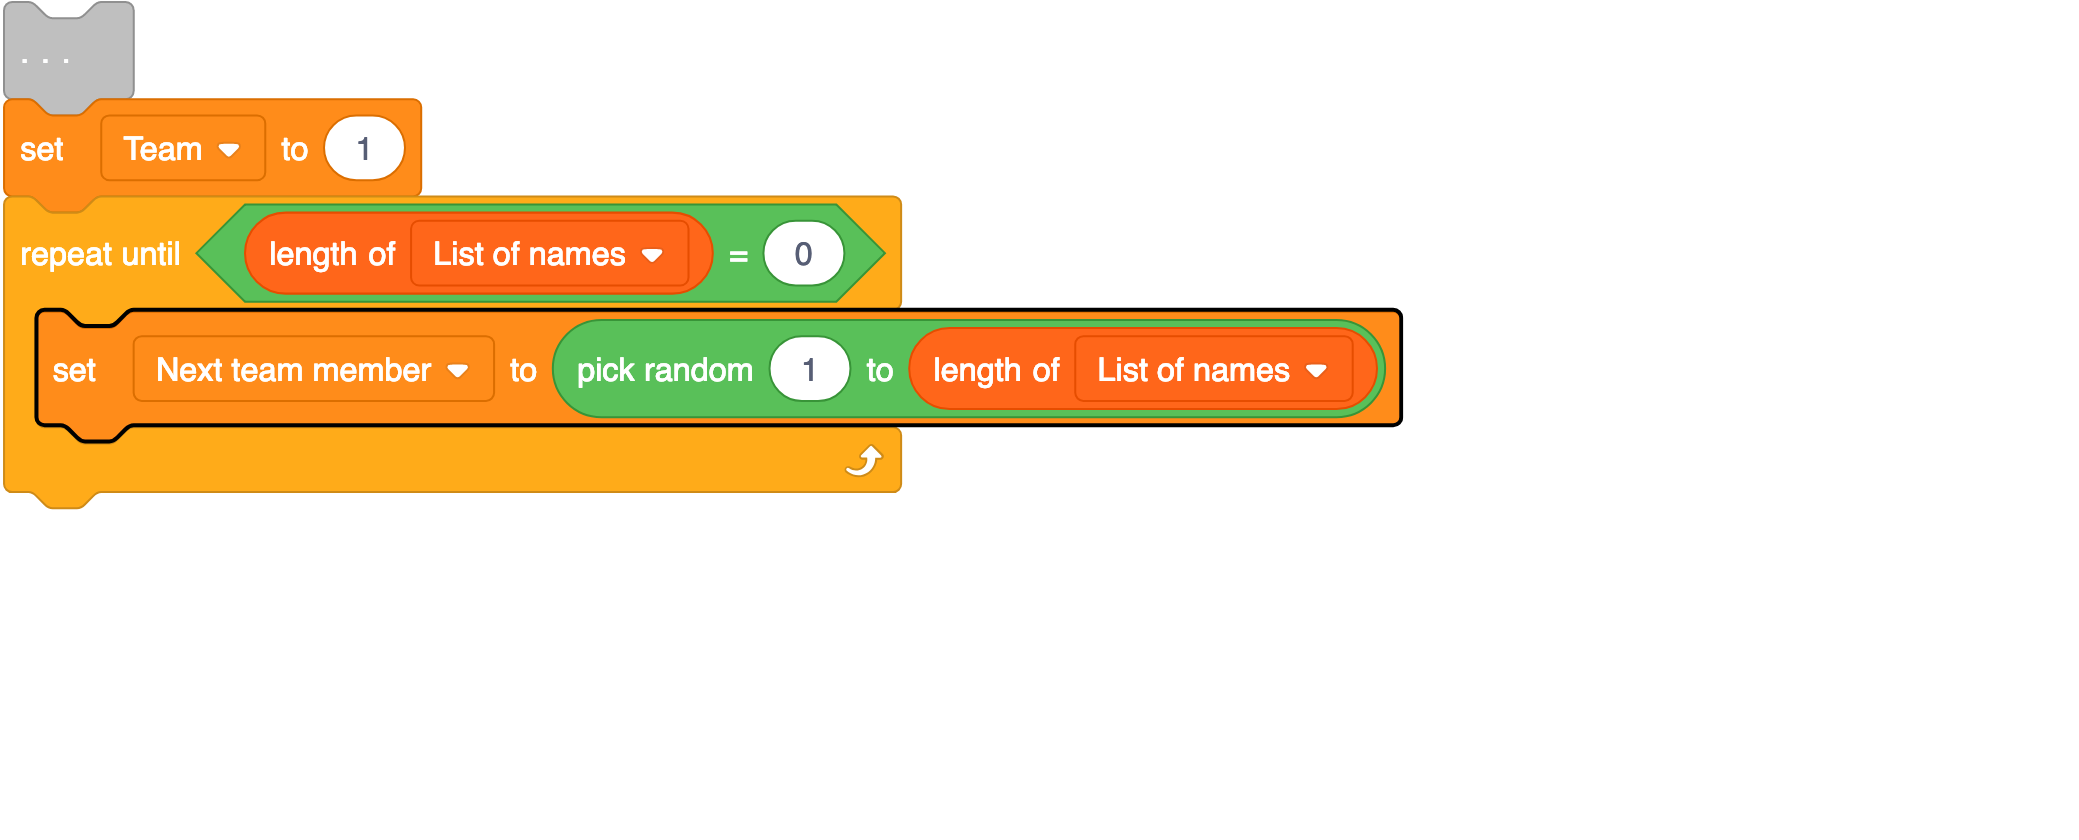 . . .
set Team to 1
repeat until length of List of names = 0
set Next team member to pick random 1 to length of List of names